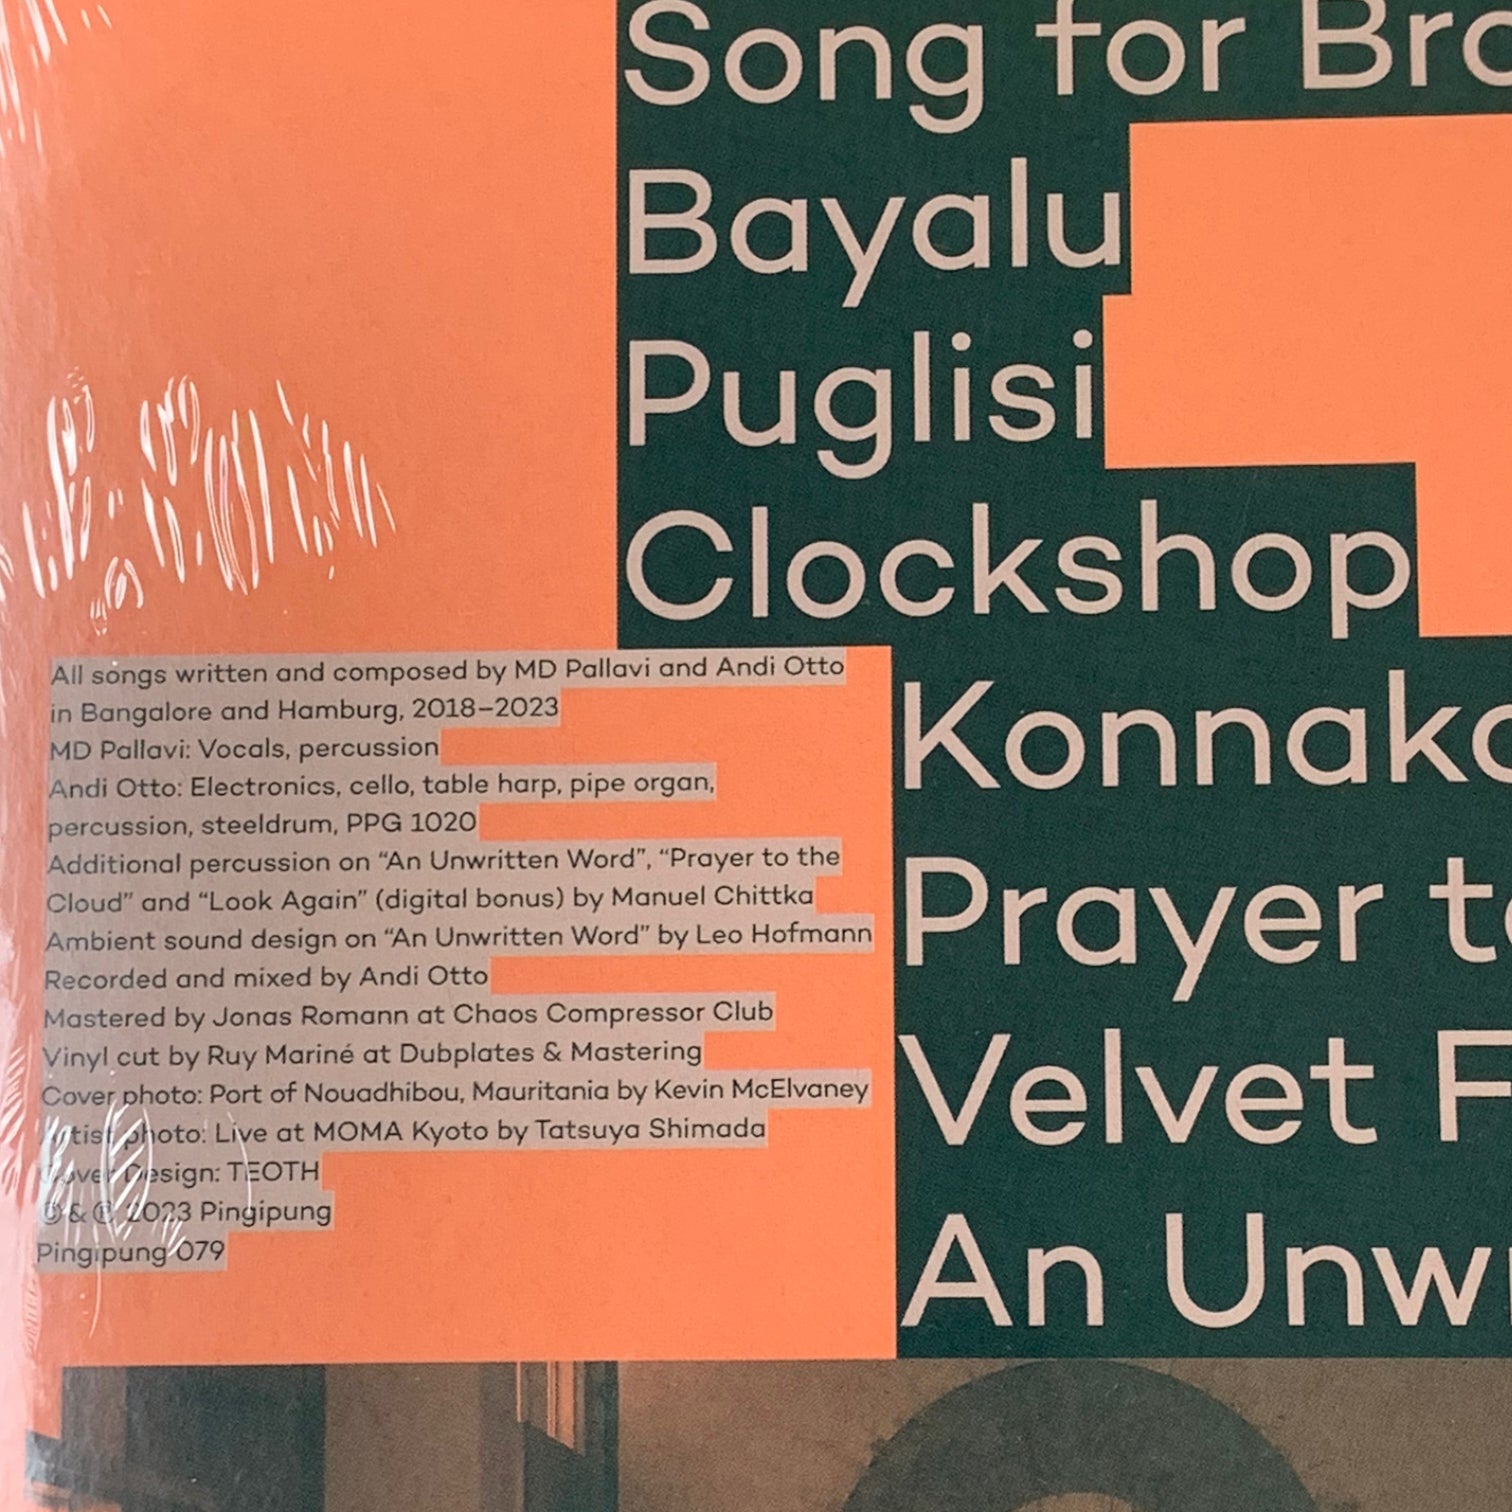 Song for
Bayalu
Puglisi
Clockshop
Prayer
Velvet
An
All songs written and composed by MD Pallavi and Andi Otto
in Bangalore and Hamburg, 2018–2023
MD Pallavi: Vocals, percussion
Andi Otto: Electronics, cello, table harp, pipe organ,
percussion, steeldrum, PPG 1020
Additional percussion on “An Unwritten Word”, “Prayer to the
Cloud” and “Look Again” (digital bonus) by Manuel Chittka
Ambient sound design on “An Unwritten Word” by Leo Hofmann
Recorded and mixed by Andi Otto
Mastered by Jonas Romann at Chaos Compressor Club
Vinyl cut by Ruy Mariné at Dubplates & Mastering
Cover photo: Port of Nouadhibou, Mauritania by Kevin McElvaney
Artist photo: Live at MOMA Kyoto by Tatsuya Shimada
Cover Design: TEOTH
© & ℗ 2023 Pingipung
Pingipung 079